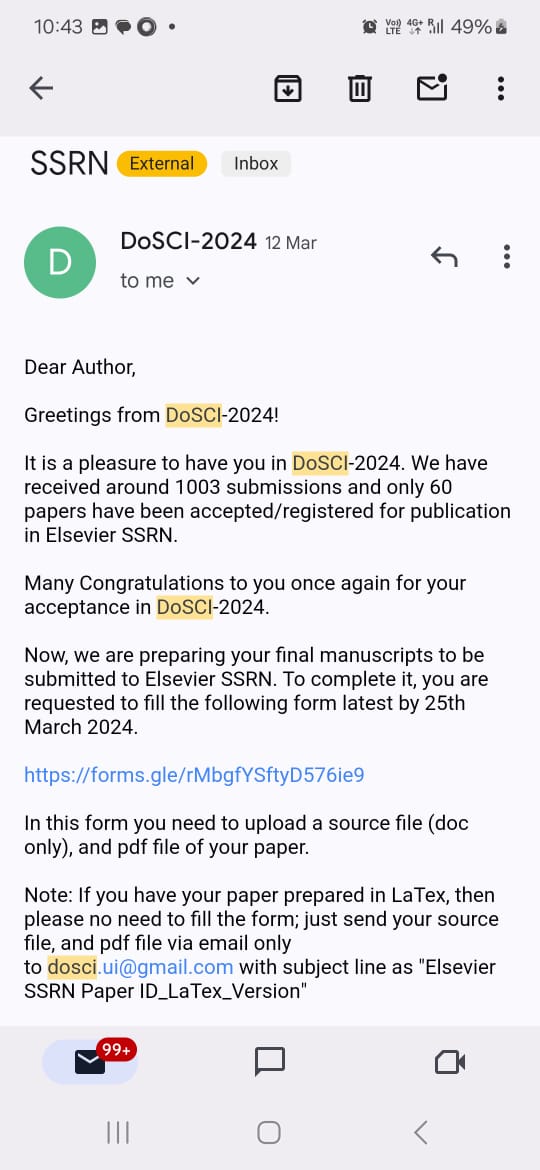 10:43
Vo)) LTE 4G+ R 49%
SSRN External Inbox
DoSCI-2024 12 Mar
D
to me
Dear Author,
Greetings from DoSCI-2024!
It is a pleasure to have you in DoSCI-2024. We have
received around 1003 submissions and only 60
papers have been accepted/registered for publication
in Elsevier SSRN.
Many Congratulations to you once again for your
acceptance in DoSCI-2024.
Now, we are preparing your final manuscripts to be
submitted to Elsevier SSRN. To complete it, you are
requested to fill the following form latest by 25th
March 2024.
https://forms.gle/rMbgfYSftyD576ie9
In this form you need to upload a source file (doc
only), and pdf file of your paper.
Note: If you have your paper prepared in LaTex, then
please no need to fill the form; just send your source
file, and pdf file via email only
to dosci.ui@gmail.com with subject line as "Elsevier
SSRN Paper ID_LaTex_Version"
99+